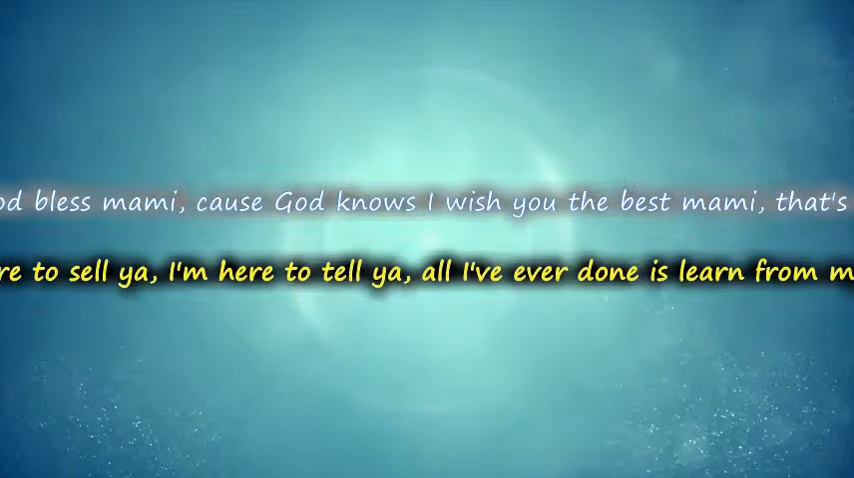 od bless mami, cause God knows I wish you the best mami, that's
re to sell ya, I'm here to tell ya, all I've ever done is learn from m